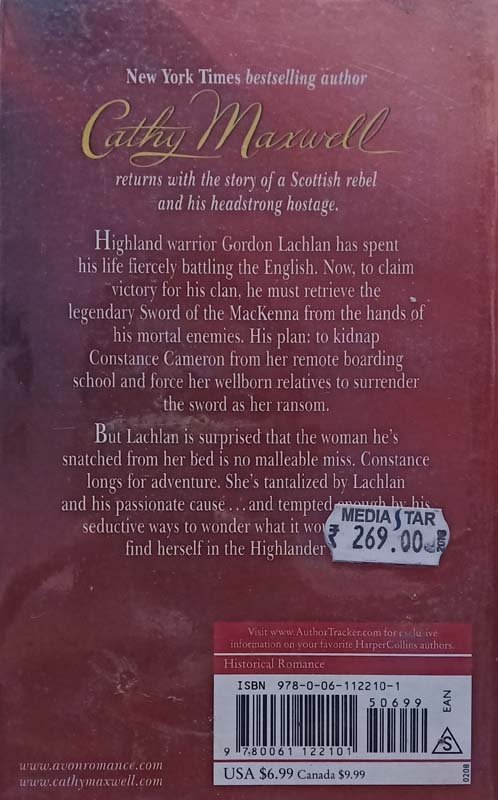 New York Times bestselling author
Cathy Maxwell
returns with the story of a Scottish rebel
and his headstrong hostage.
Highland warrior Gordon Lachlan has spent
his life fiercely battling the English. Now, to claim
victory for his clan, he must retrieve the
legendary Sword of the MacKenna from the hands of
his mortal enemies. His plan: to kidnap
Constance Cameron from her remote boarding
school and force her wellborn relatives to surrender
the sword as her ransom.
But Lachlan is surprised that the woman he's
snatched from her bed is no malleable miss. Constance
longs for adventure. She's tantalized by Lachlan
and his passionate cause ... and tempted enough by his
seductive ways to wonder what it
find herself in the Highlander
MEDIA STAR
₹ 269.00
Visit www.AuthorTracker.com for exclusive
information on your favorite HarperCollins authors.
Historical Romance
ISBN 978-0-06-112210-1
50699
EAN
9 780061 122101
S
USA $6.99 Canada $9.99
0208
www.avonromance.com
www.cathymaxwell.com